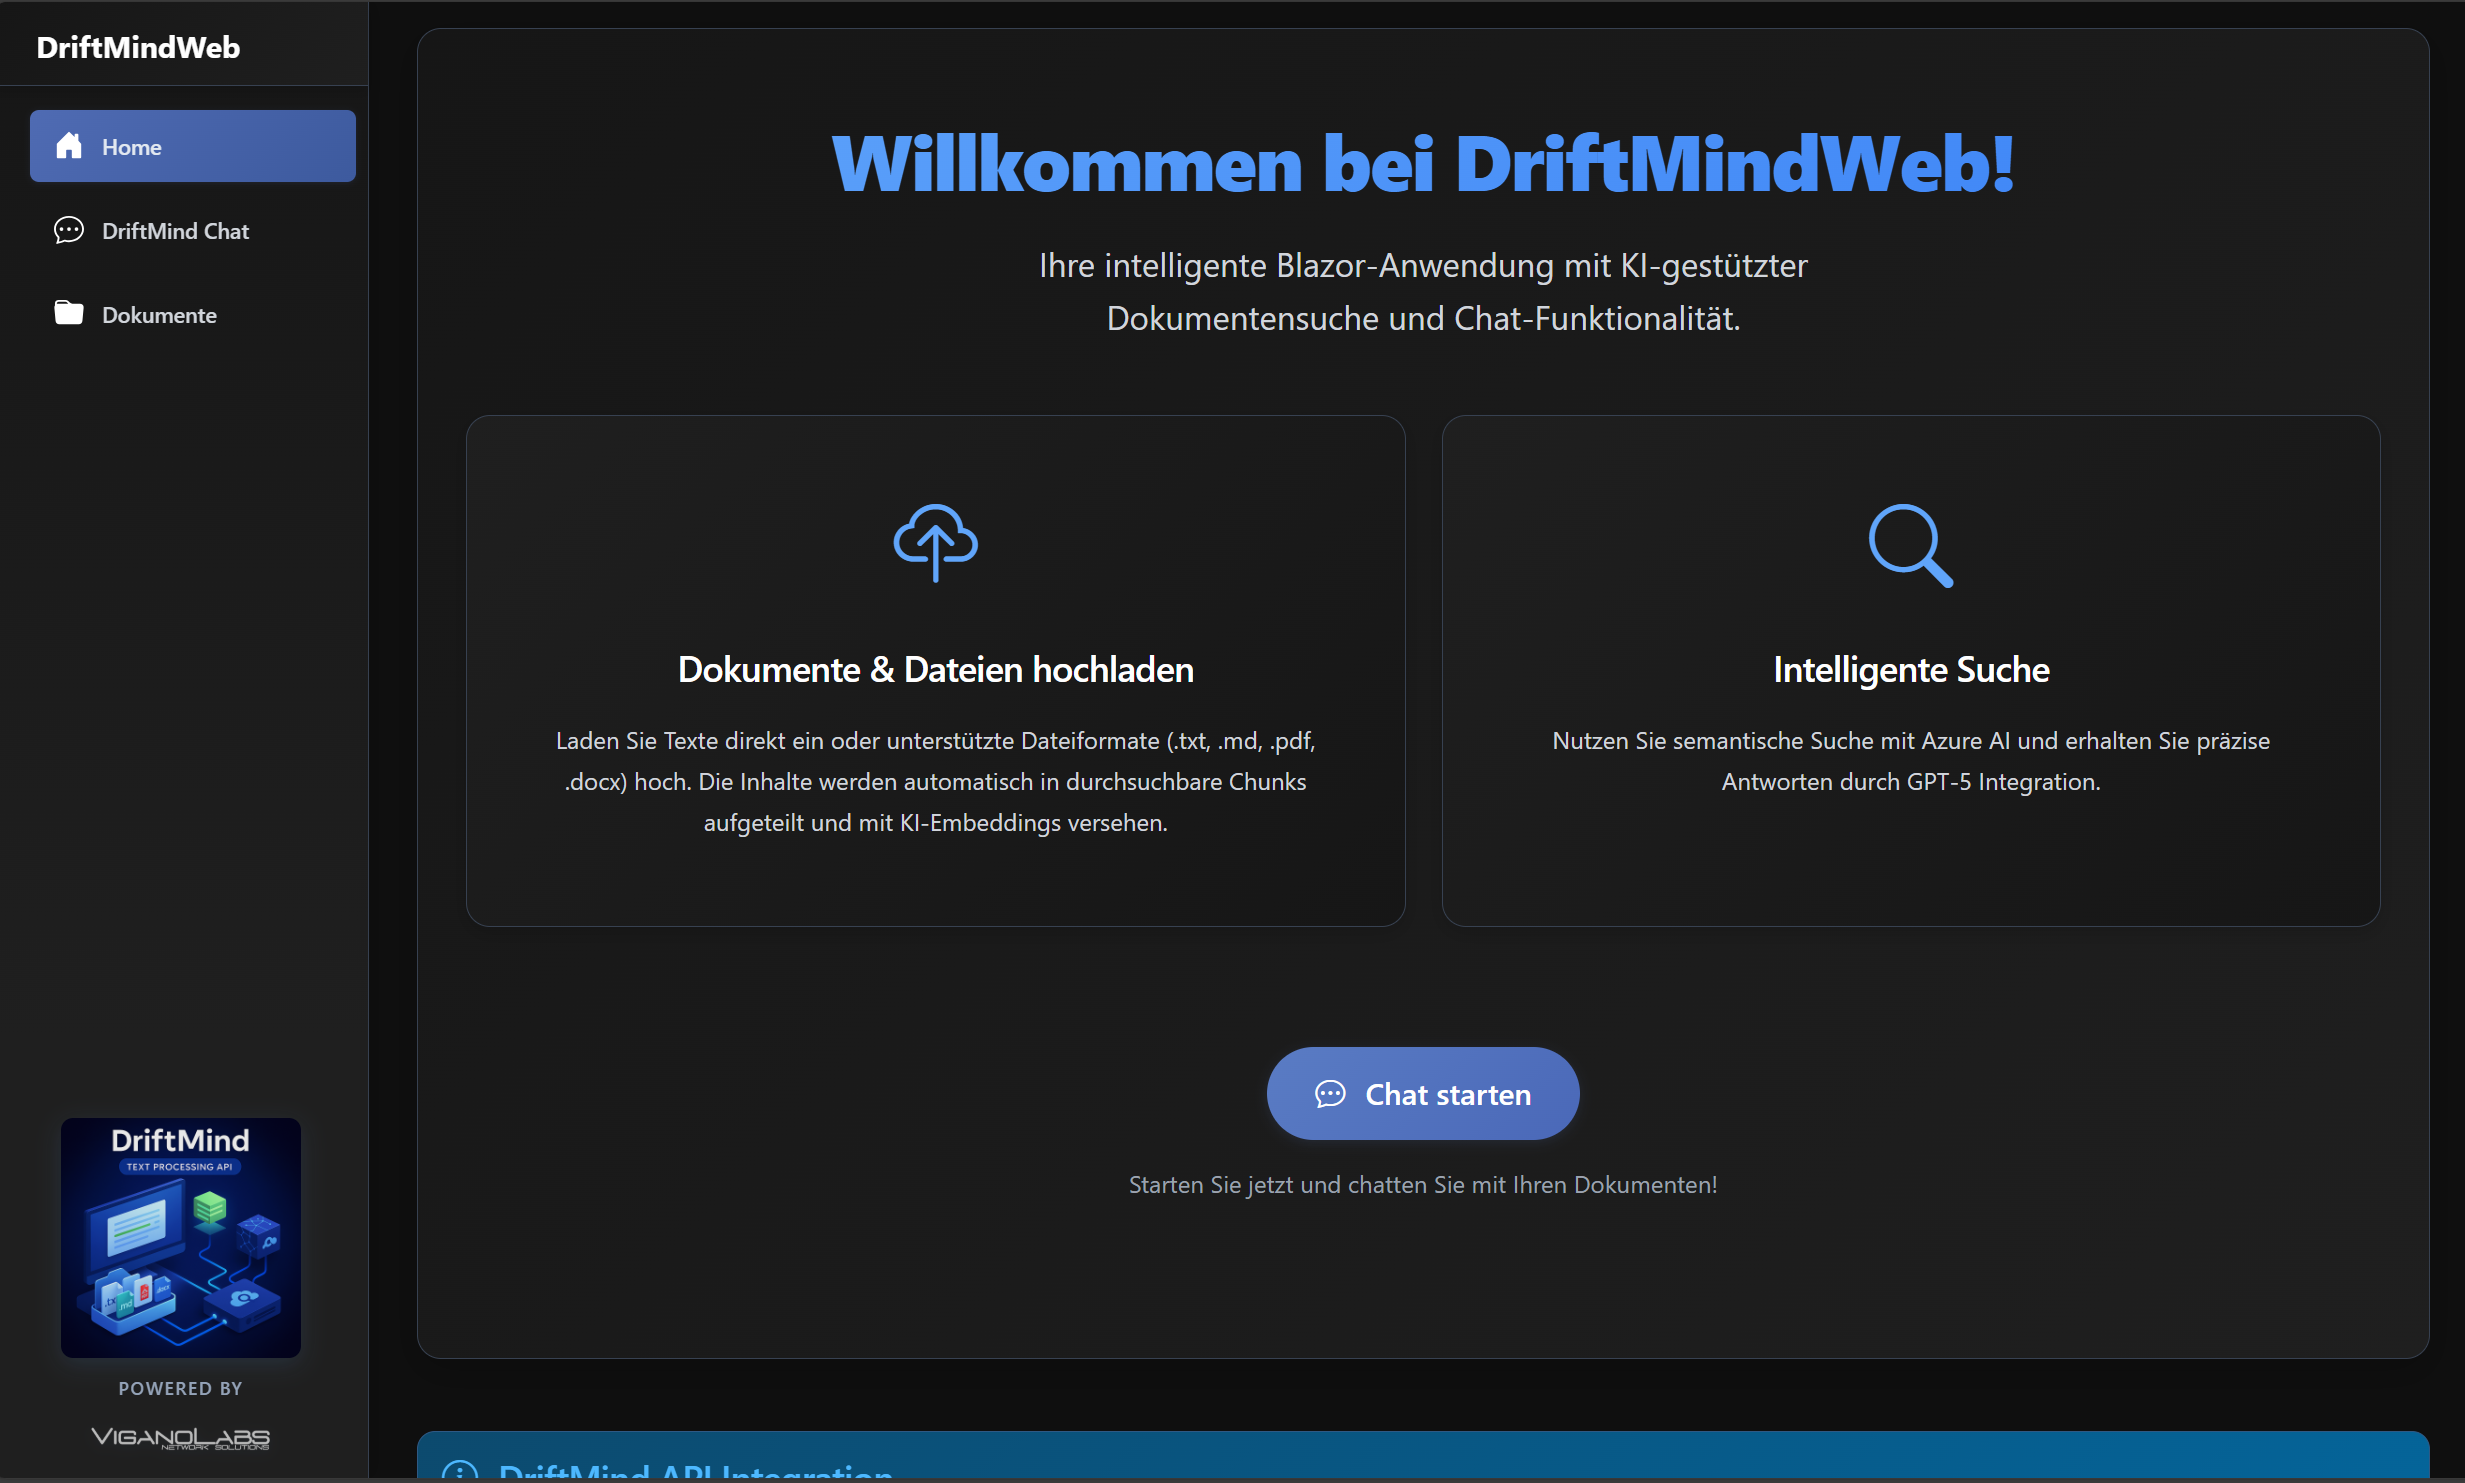 DriftMindWeb
Home
DriftMind Chat
Dokumente
DriftMind
TEXT PROCESSING API
.txt
md
POWERED BY
VIGANOLABS
NETWORK SOLUTIONS
Willkommen bei DriftMindWeb!
Ihre intelligente Blazor-Anwendung mit KI-gestützter
Dokumentensuche und Chat-Funktionalität.
Dokumente & Dateien hochladen
Laden Sie Texte direkt ein oder unterstützte Dateiformate (.txt, .md, .pdf,
.docx) hoch. Die Inhalte werden automatisch in durchsuchbare Chunks
aufgeteilt und mit KI-Embeddings versehen.
Intelligente Suche
Nutzen Sie semantische Suche mit Azure AI und erhalten Sie präzise
Antworten durch GPT-5 Integration.
Chat starten
Starten Sie jetzt und chatten Sie mit Ihren Dokumenten!
DriftMind API Integration